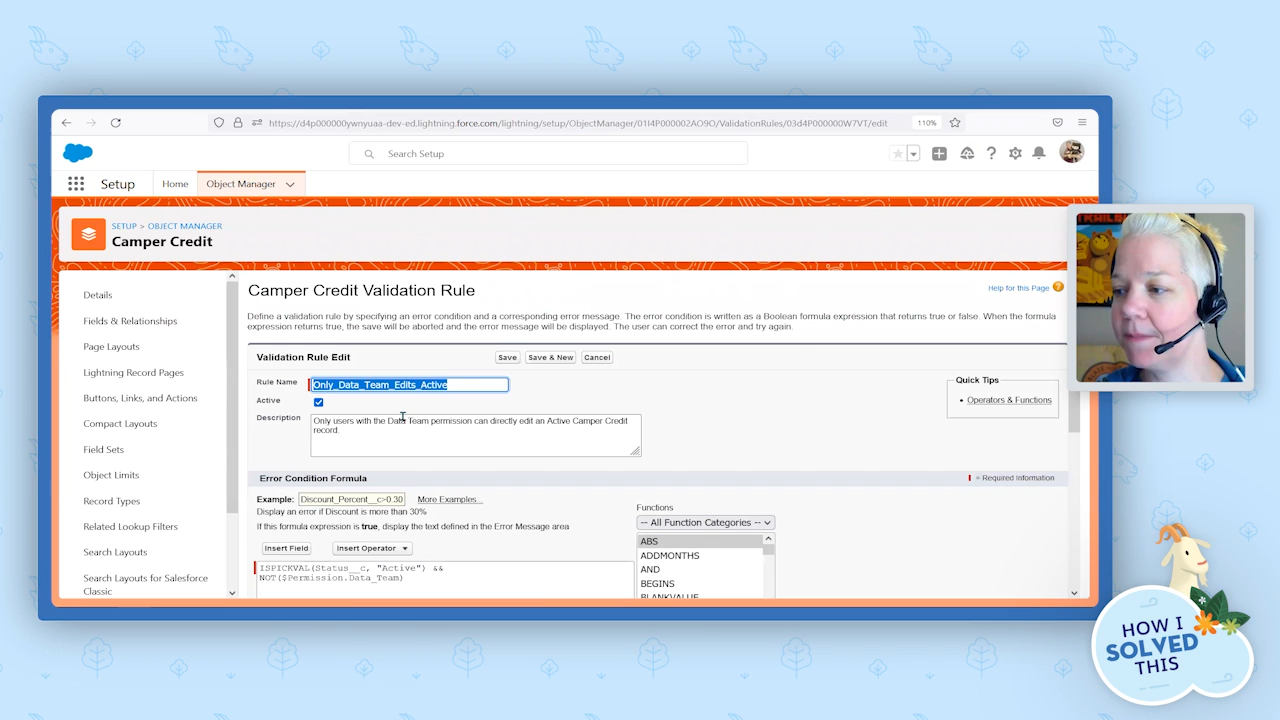 https://d4p000000ywnyuaa-dev-ed.lightning.force.com/lightning/setup/ObjectManager/01I4P000002AO9O/ValidationRules/03d4P000000W7VT/edit
110%
Search Setup
Setup
Home
Object Manager
SETUP > OBJECT MANAGER
Camper Credit
Details
Fields & Relationships
Page Layouts
Lightning Record Pages
Buttons, Links, and Actions
Compact Layouts
Field Sets
Object Limits
Record Types
Related Lookup Filters
Search Layouts
Search Layouts for Salesforce
Classic
Camper Credit Validation Rule
Help for this Page
Define a validation rule by specifying an error condition and a corresponding error message. The error condition is written as a Boolean formula expression that returns true or false. When the formula
expression returns true, the save will be aborted and the error message will be displayed. The user can correct the error and try again.
Validation Rule Edit
Save
Save & New
Cancel
Rule Name
Only_Data_Team_Edits_Active
Active
Description
Only users with the Data Team permission can directly edit an Active Camper Credit
record.
Quick Tips
• Operators & Functions
Error Condition Formula
= Required Information
Example:
Discount_Percent__c>0.30
More Examples...
Display an error if Discount is more than 30%
If this formula expression is true, display the text defined in the Error Message area
Insert Field
Insert Operator
ISPICKVAL(Status__c, "Active") &&
NOT($Permission.Data_Team)
Functions
-- All Function Categories --
ABS
ADDMONTHS
AND
BEGINS
BLANKVALUE
HOW I
SOLVED
THIS